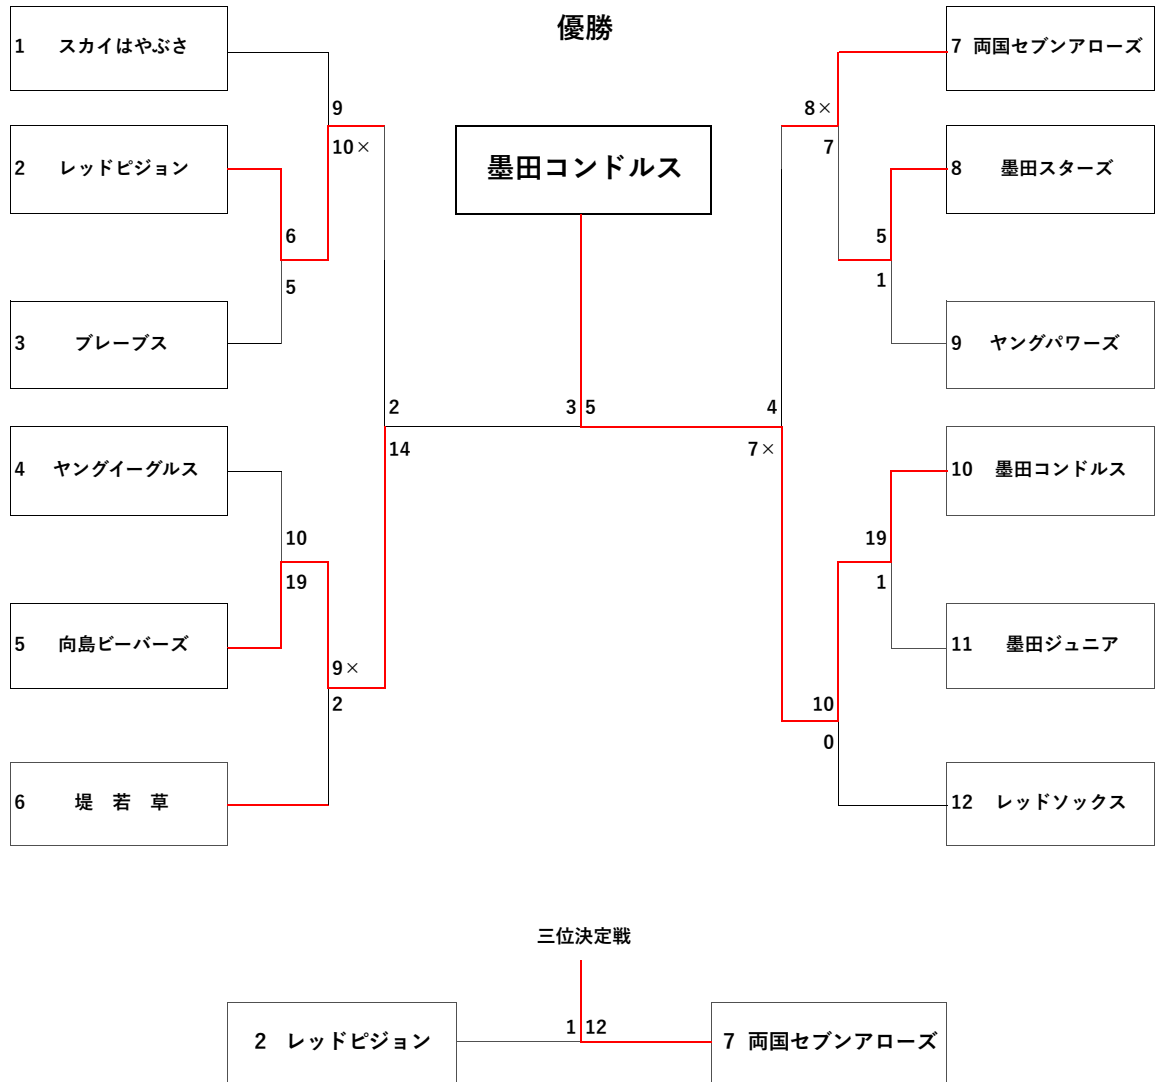 優勝
1 スカイはやぶさ
7 両国セブンアローズ
9
8×
10×
7
墨田コンドルス
2 レッドピジョン
8 墨田スターズ
6
5
5
1
3 ブレーブス
9 ヤングパワーズ
2
3 5
4
14
7×
4 ヤングイーグルス
10 墨田コンドルス
10
19
19
1
5 向島ビーバーズ
11 墨田ジュニア
9×
10
2
0
6 堤 若 草
12 レッドソックス
三位決定戦
1 12
2 レッドピジョン
7 両国セブンアローズ